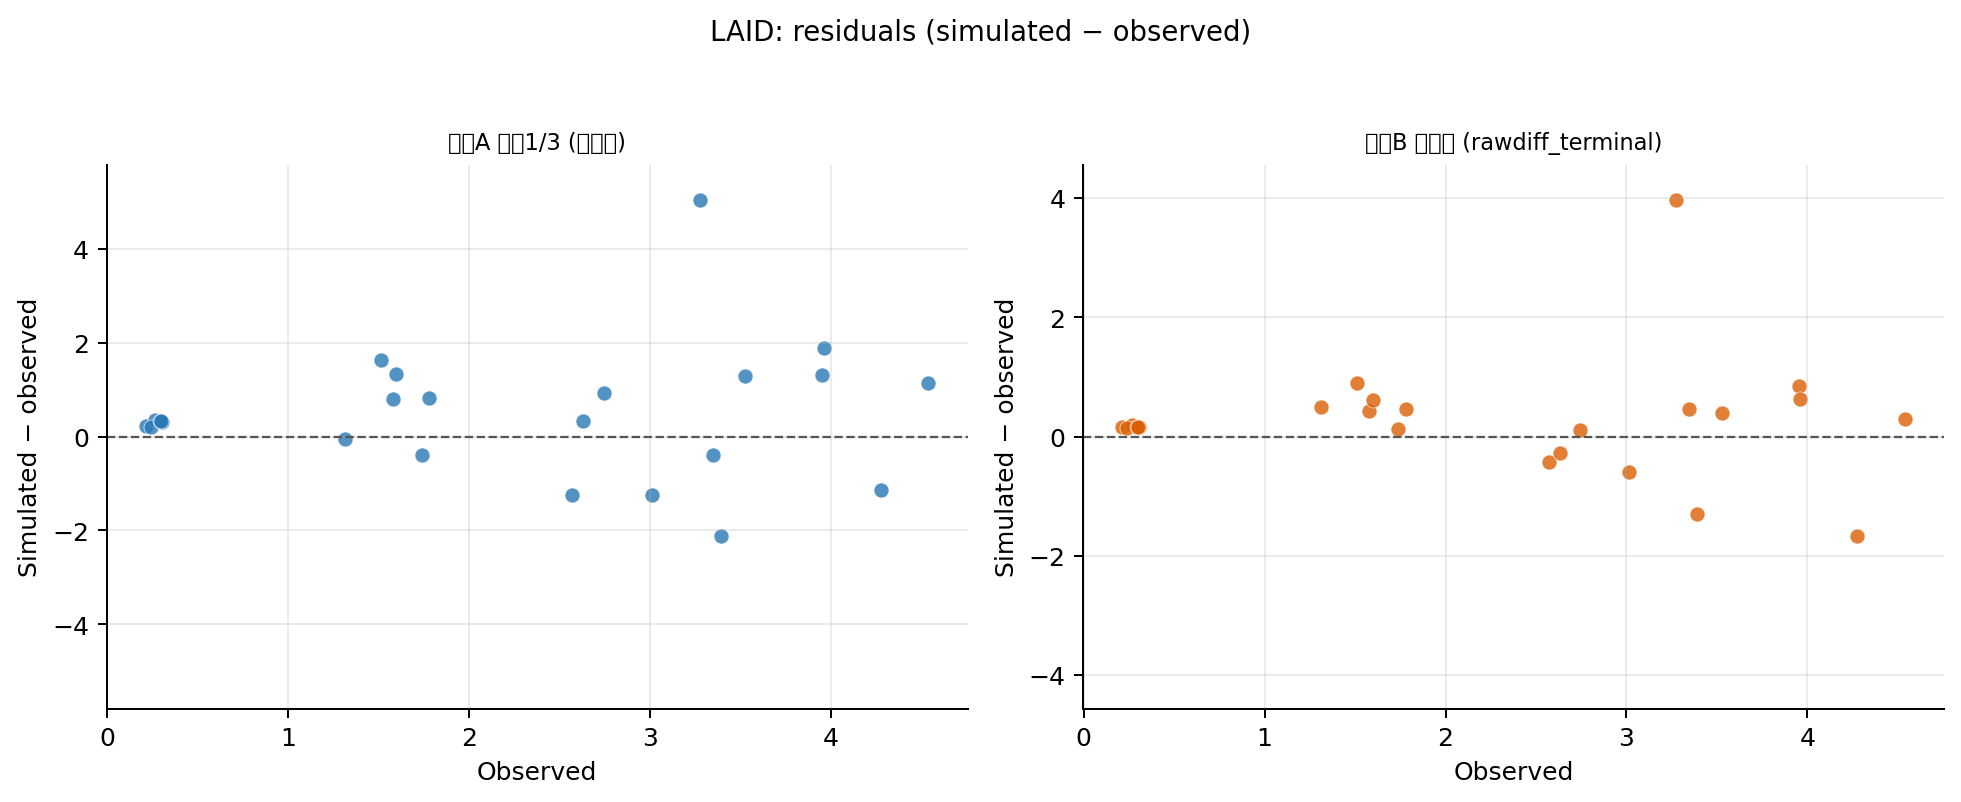 LAID: residuals (simulated − observed)
A 1/3
B (rawdiff_terminal)
Simulated − observed
4
2
0
−2
−4
0 1 2 3 4
Observed
Simulated − observed
4
2
0
−2
−4
0 1 2 3 4
Observed